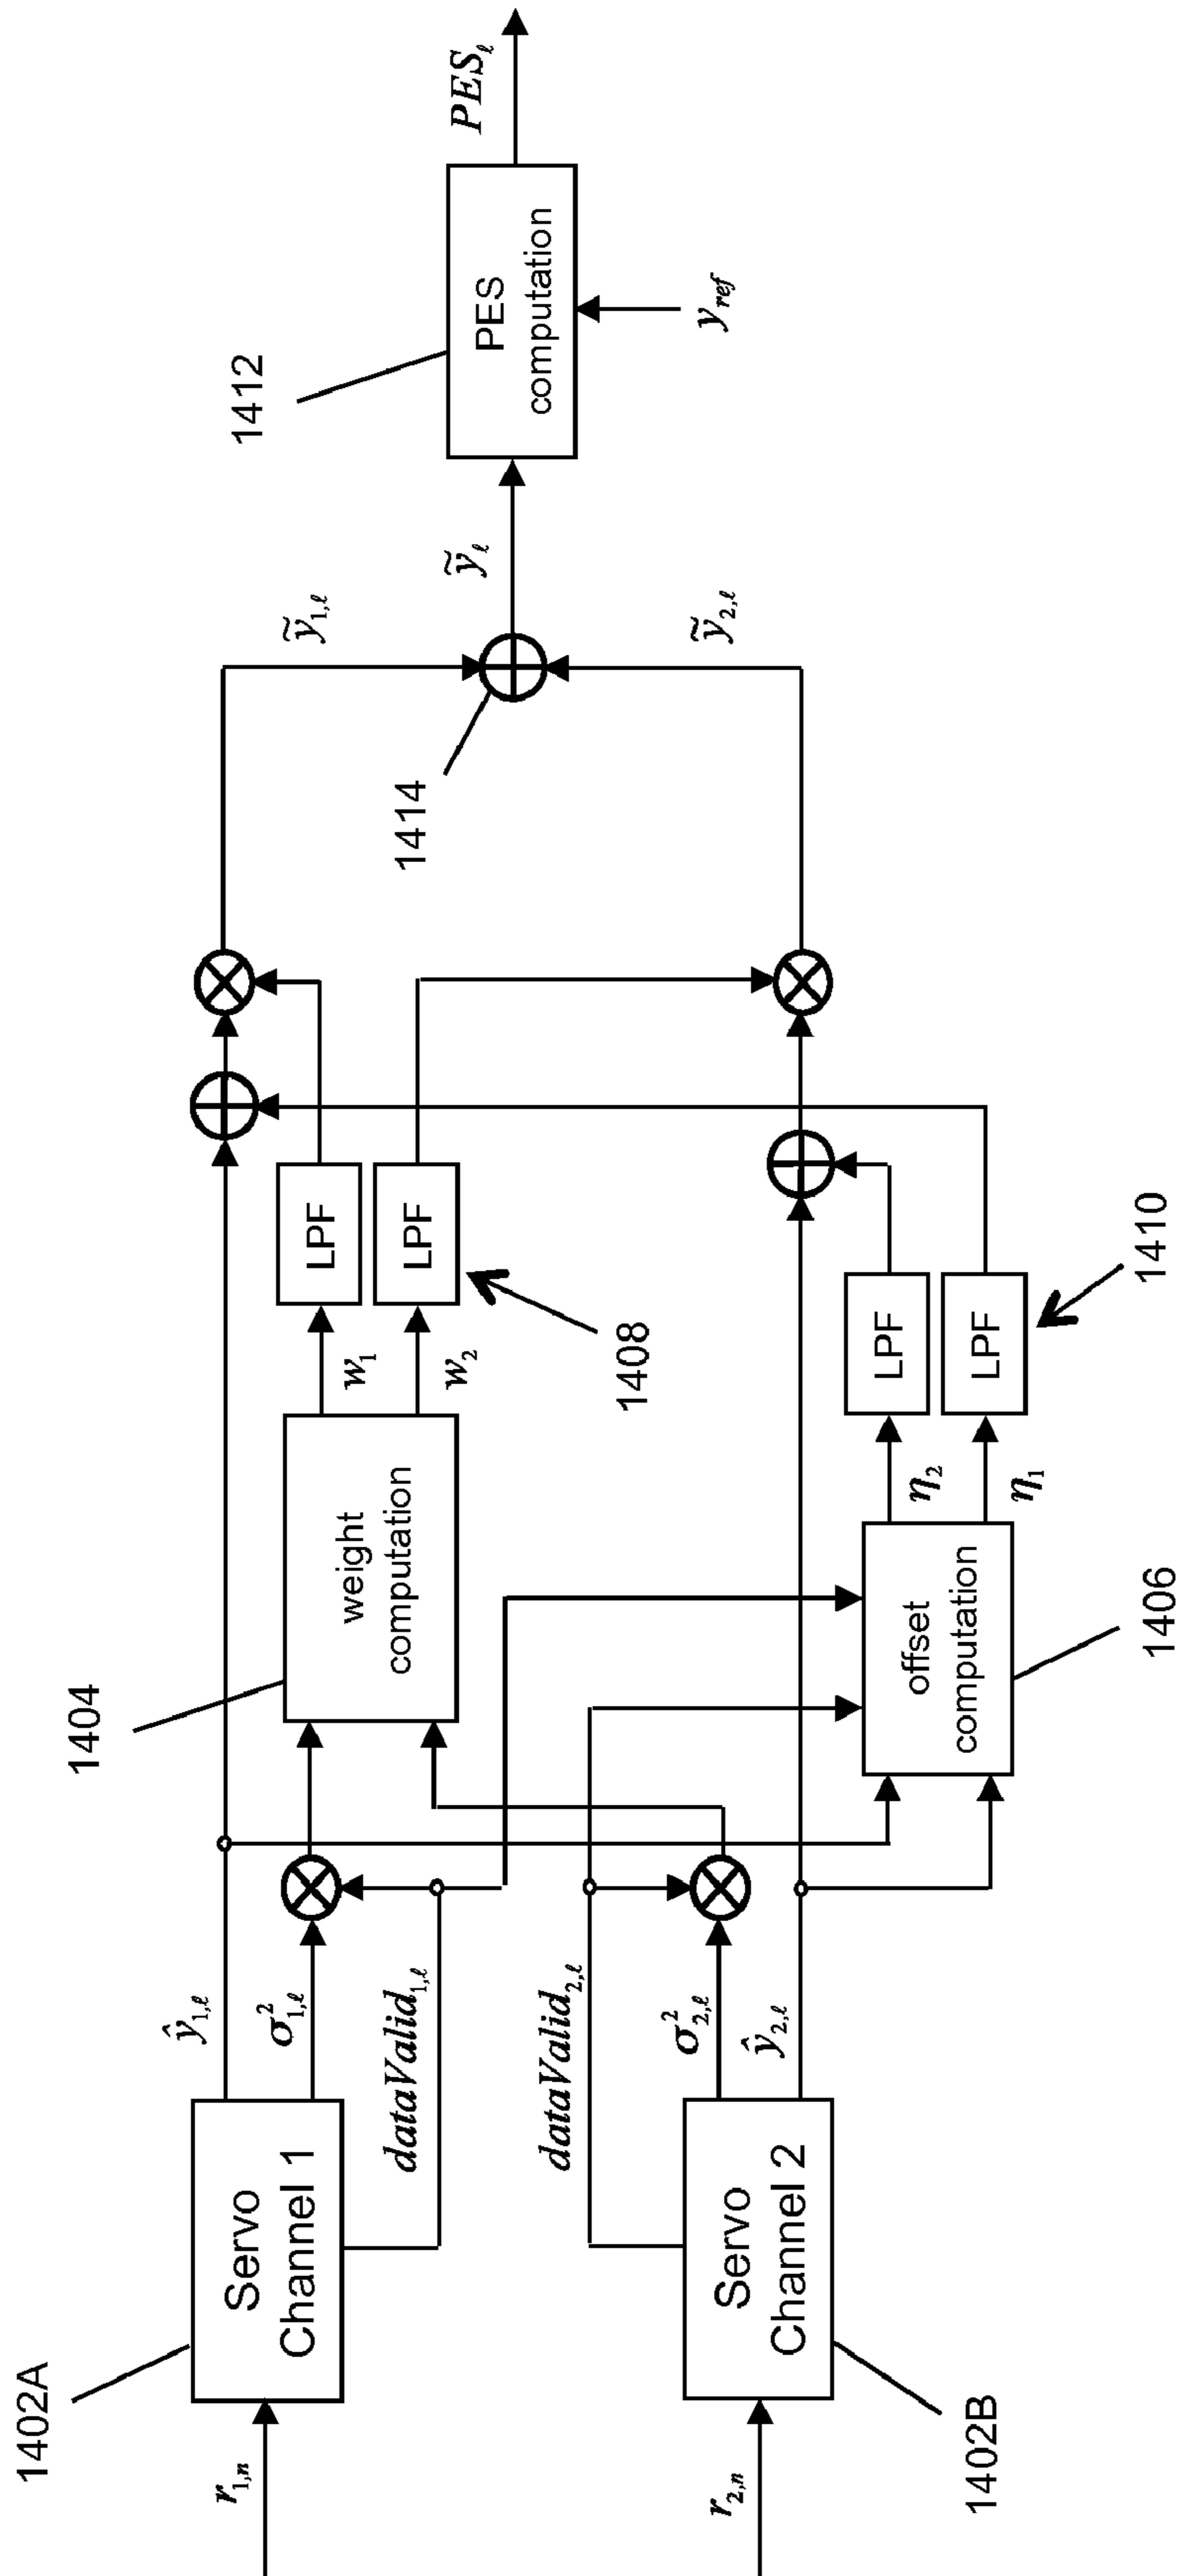 1402A
r₁,ₙ
Servo
Channel 1
ŷ₁,ℓ
σ²₁,ℓ
dataValid₁,ℓ
1402B
r₂,ₙ
Servo
Channel 2
dataValid₂,ℓ
σ²₂,ℓ
ŷ₂,ℓ
1404
weight
computation
w₁
w₂
LPF
LPF
1408
1406
offset
computation
η₂
η₁
LPF
LPF
1410
1414
ỹ₁,ℓ
ỹ₂,ℓ
ỹℓ
1412
PES
computation
y_ref
PESℓ